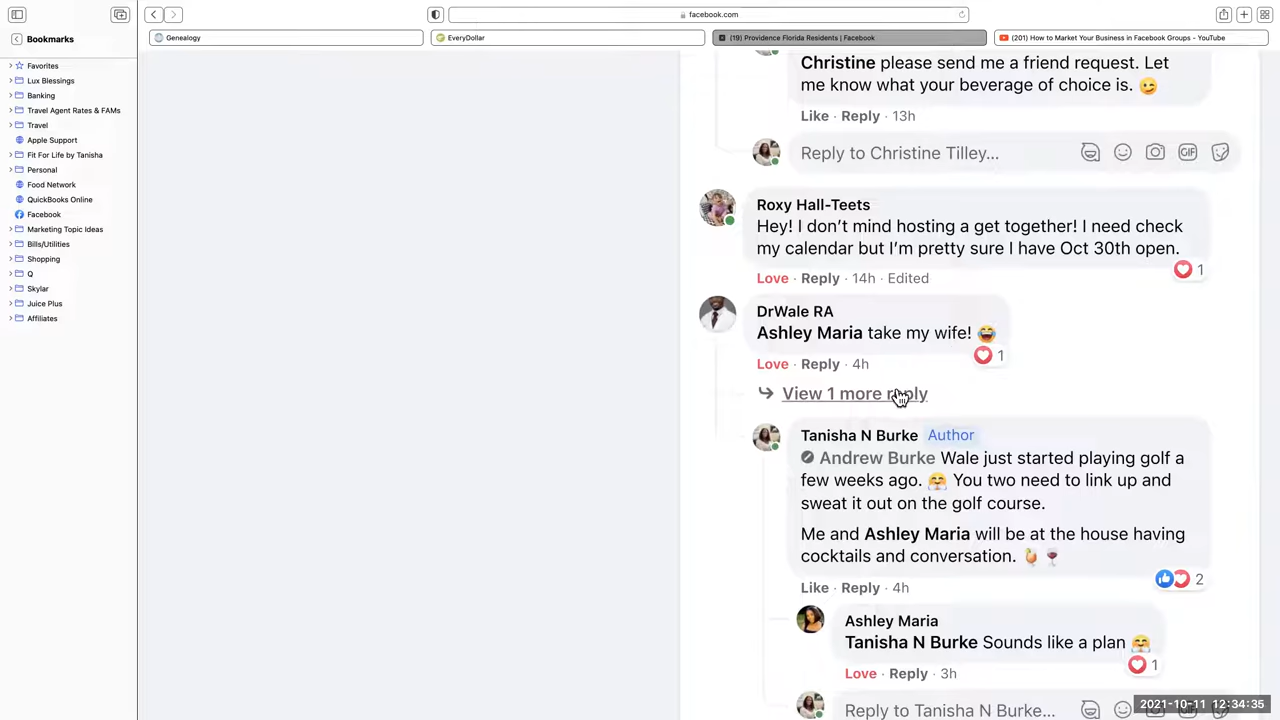 facebook.com
Bookmarks
Genealogy
EveryDollar
(19) Providence Florida Residents | Facebook
(201) How to Market Your Business in Facebook Groups - YouTube
Favorites
Lux Blessings
Banking
Travel Agent Rates & FAMs
Travel
Apple Support
Fit For Life by Tanisha
Personal
Food Network
QuickBooks Online
Facebook
Marketing Topic Ideas
Bills/Utilities
Shopping
Q
Skylar
Juice Plus
Affiliates
Christine please send me a friend request. Let
me know what your beverage of choice is. 😉
Like · Reply · 13h
Reply to Christine Tilley...
GIF
Roxy Hall-Teets
Hey! I don't mind hosting a get together! I need check
my calendar but I'm pretty sure I have Oct 30th open.
1
Love · Reply · 14h · Edited
DrWale RA
Ashley Maria take my wife! 😂
1
Love · Reply · 4h
View 1 more reply
Tanisha N Burke Author
Andrew Burke Wale just started playing golf a
few weeks ago. 🤗 You two need to link up and
sweat it out on the golf course.
Me and Ashley Maria will be at the house having
cocktails and conversation. 🍹🍷
2
Like · Reply · 4h
Ashley Maria
Tanisha N Burke Sounds like a plan 🤗
1
Love · Reply · 3h
Reply to Tanisha N Burke...
2021-10-11 12:34:35